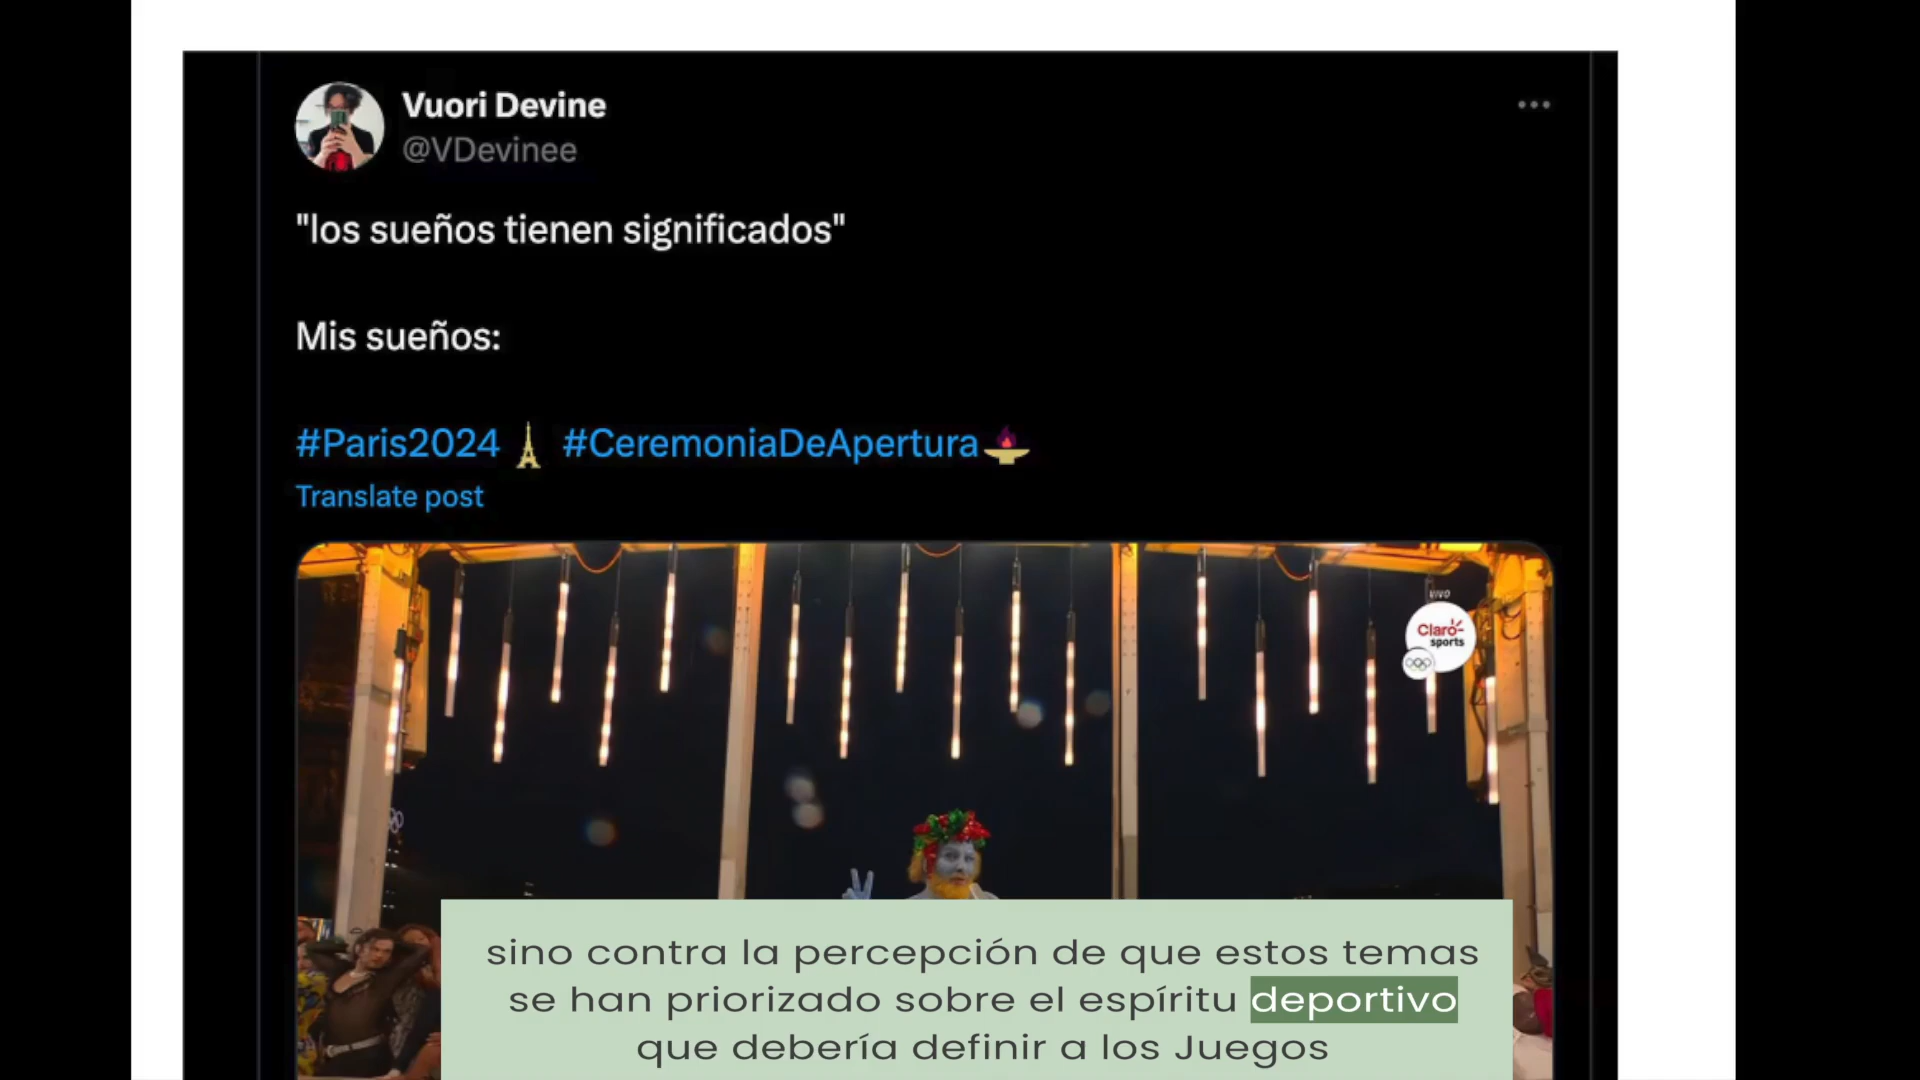 Vuori Devine
@VDevinee
"los sueños tienen significados"
Mis sueños:
#Paris2024 #CeremoniaDeApertura
Translate post
VIVO
Claro-
sports
sino contra la percepción de que estos temas
se han priorizado sobre el espíritu deportivo
que debería definir a los Juegos